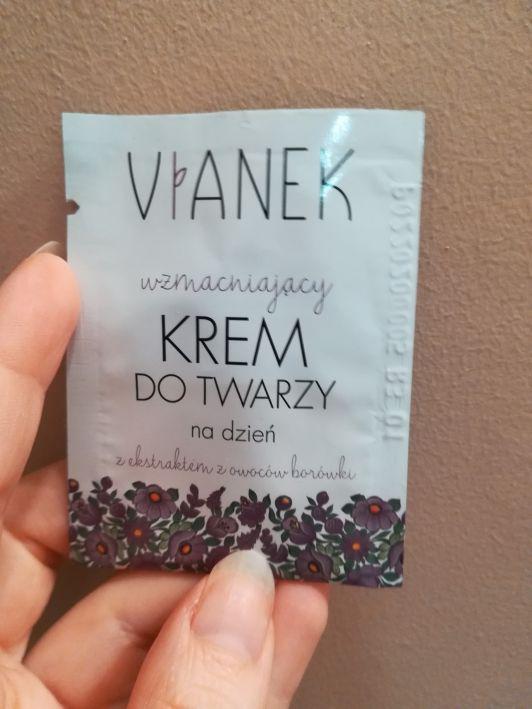 VIANEK
wzmacniający
KREM
DO TWARZY
na dzień
z ekstraktem z owoców borówki